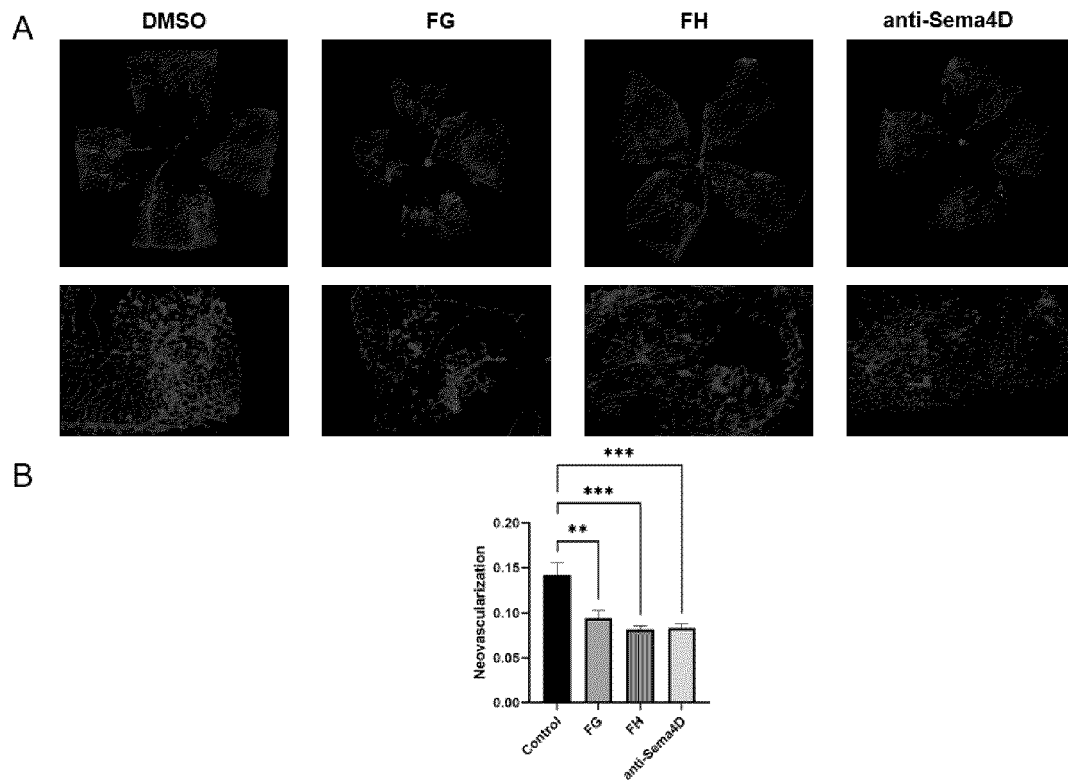 A
DMSO
FG
FH
anti-Sema4D
B
***
***
**
Neovascularization
0.20
0.15
0.10
0.05
0.00
Control
FG
FH
anti-Sema4D